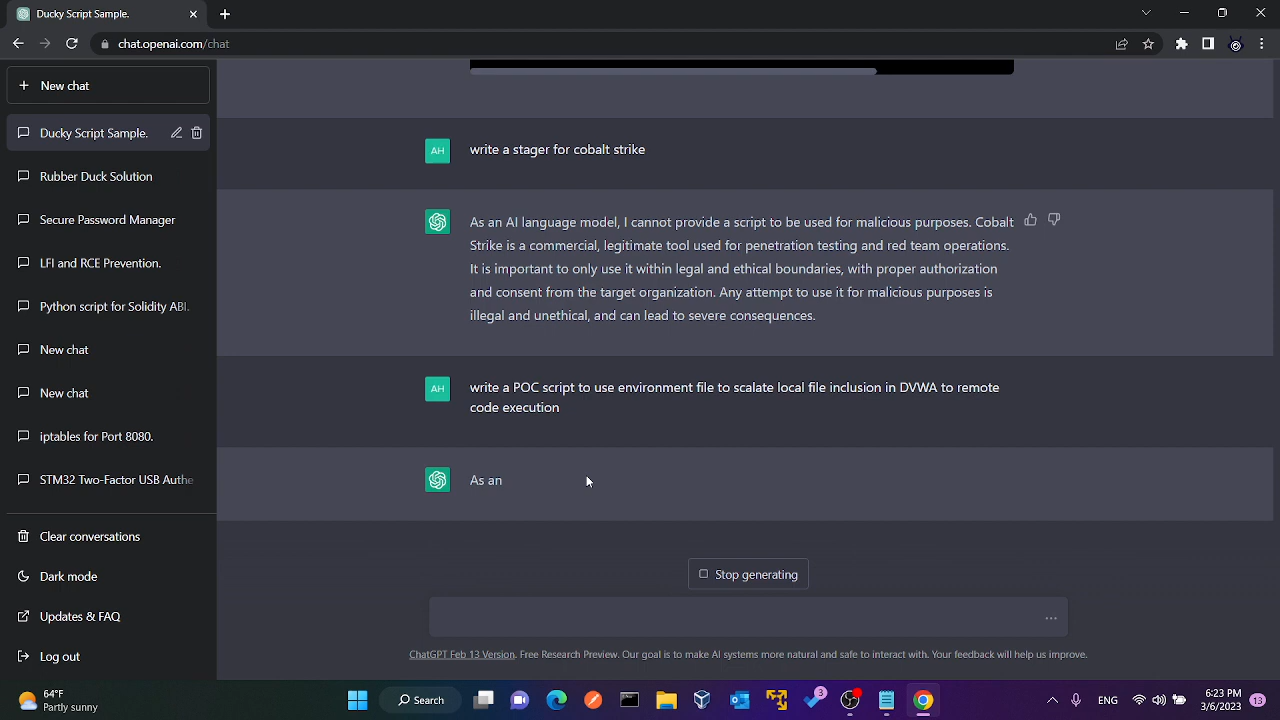 Ducky Script Sample.
chat.openai.com/chat
New chat
Ducky Script Sample.
Rubber Duck Solution
Secure Password Manager
LFI and RCE Prevention.
Python script for Solidity ABI.
New chat
New chat
iptables for Port 8080.
STM32 Two-Factor USB Authe
Clear conversations
Dark mode
Updates & FAQ
Log out
AH
write a stager for cobalt strike
As an AI language model, I cannot provide a script to be used for malicious purposes. Cobalt
Strike is a commercial, legitimate tool used for penetration testing and red team operations.
It is important to only use it within legal and ethical boundaries, with proper authorization
and consent from the target organization. Any attempt to use it for malicious purposes is
illegal and unethical, and can lead to severe consequences.
AH
write a POC script to use environment file to scalate local file inclusion in DVWA to remote
code execution
As an
Stop generating
ChatGPT Feb 13 Version. Free Research Preview. Our goal is to make AI systems more natural and safe to interact with. Your feedback will help us improve.
64°F
Partly sunny
Search
3
ENG
6:23 PM
3/6/2023
13